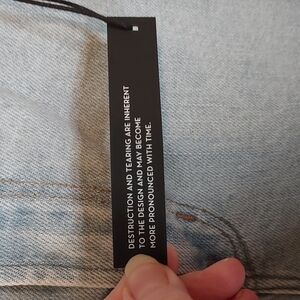 DESTRUCTION AND TEARING ARE INHERENT
TO THE DESIGN AND MAY BECOME
MORE PRONOUNCED WITH TIME.